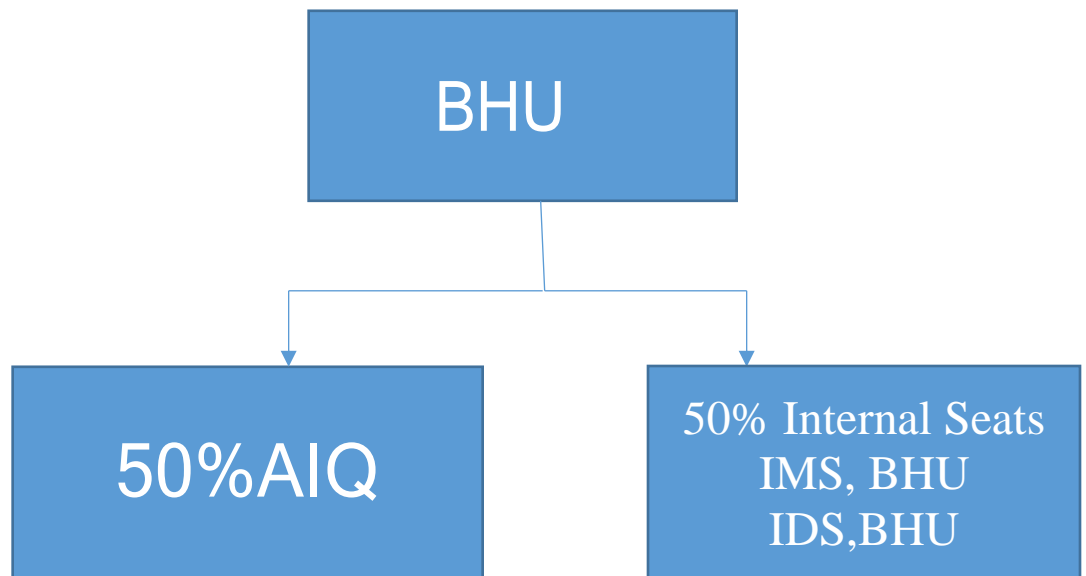 BHU
50%AIQ
50% Internal Seats
IMS, BHU
IDS,BHU